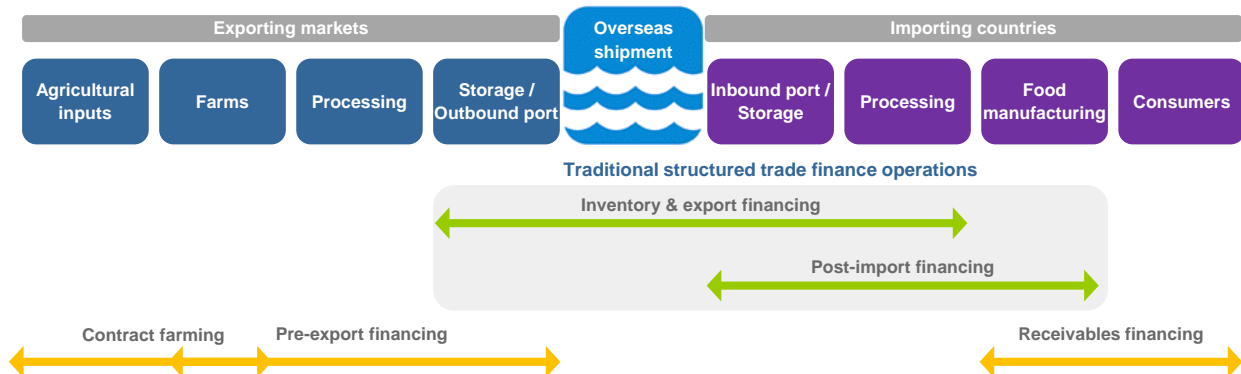 Exporting markets
Overseas
shipment
Importing countries
Agricultural
inputs
Farms
Processing
Storage /
Outbound port
Inbound port /
Storage
Processing
Food
manufacturing
Consumers
Traditional structured trade finance operations
Inventory & export financing
Post-import financing
Contract farming
Pre-export financing
Receivables financing